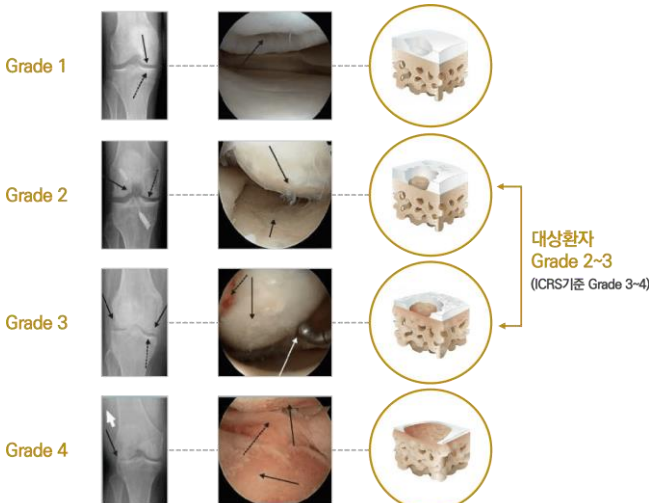 Grade 1
Grade 2
대상환자
Grade 2~3
(ICRS기준 Grade 3~4)
Grade 3
Grade 4